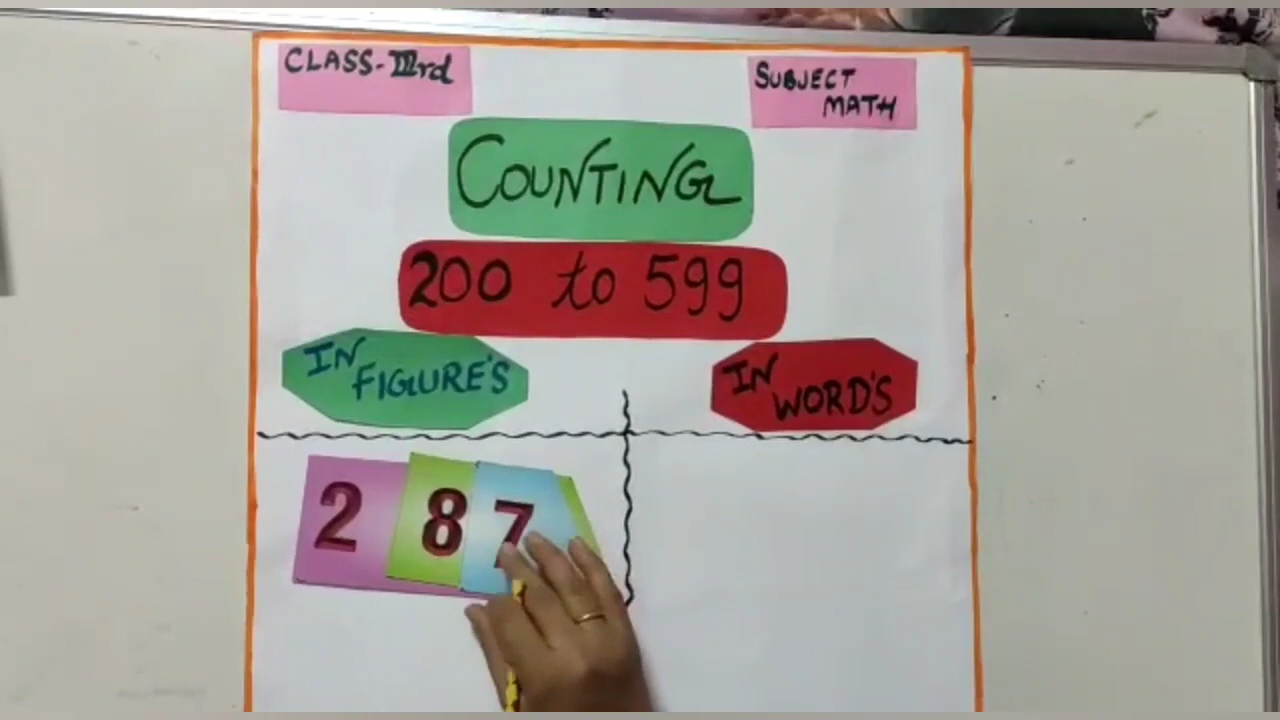 CLASS-IIIrd
SUBJECT
MATH
COUNTING
200 to 599
IN
FIGURE'S
IN
WORD'S
2 8 7